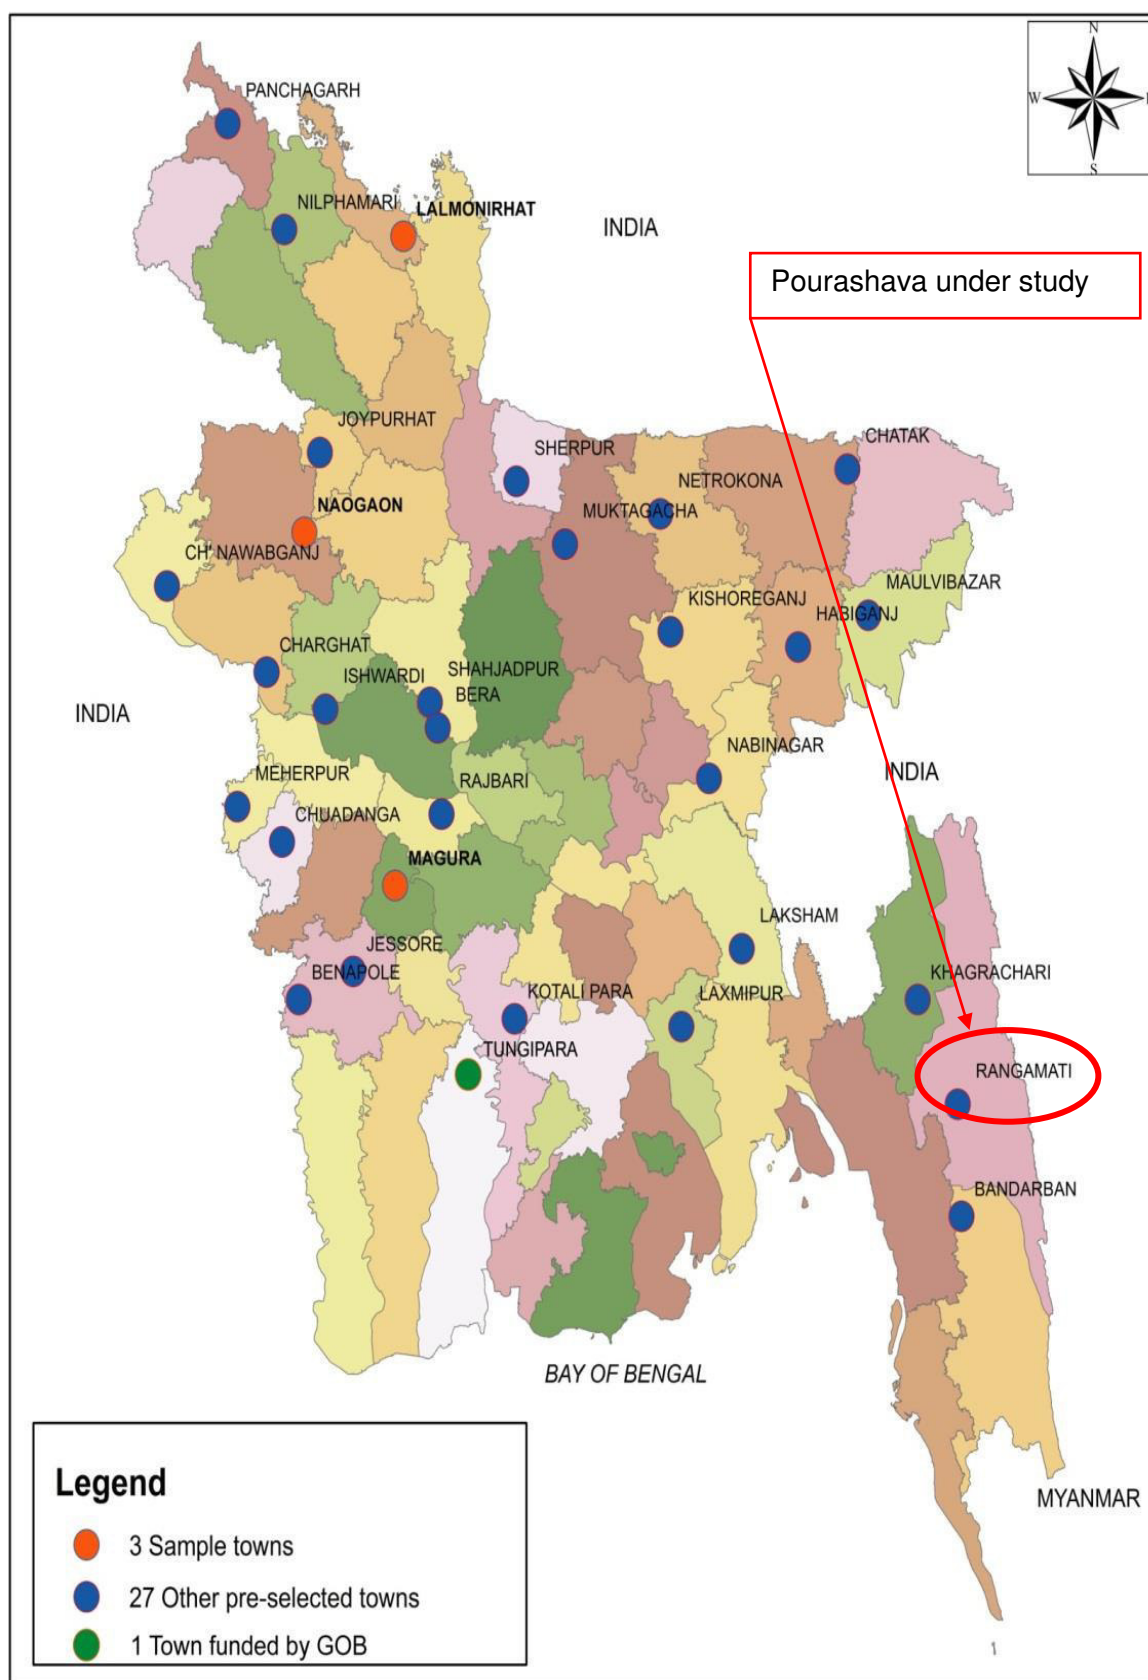 N
PANCHAGARH
W
S
NILPHAMARI
LALMONIRHAT
INDIA
Pourashava under study
JOYPURHAT
SHERPUR
CHATAK
NETROKONA
NAOGAON
MUKTAGACHA
CH' NAWABGANJ
MAULVIBAZAR
KISHOREGANJ
HABIGANJ
CHARGHAT
ISHWARDI
SHAHJADPUR
BERA
INDIA
NABINAGAR
MEHERPUR
RAJBARI
INDIA
CHUADANGA
MAGURA
LAKSHAM
JESSORE
BENAPOLE
KHAGRACHARI
KOTALI PARA
LAXMIPUR
TUNGIPARA
RANGAMATI
BANDARBAN
BAY OF BENGAL
MYANMAR
Legend
3 Sample towns
27 Other pre-selected towns
1 Town funded by GOB
1